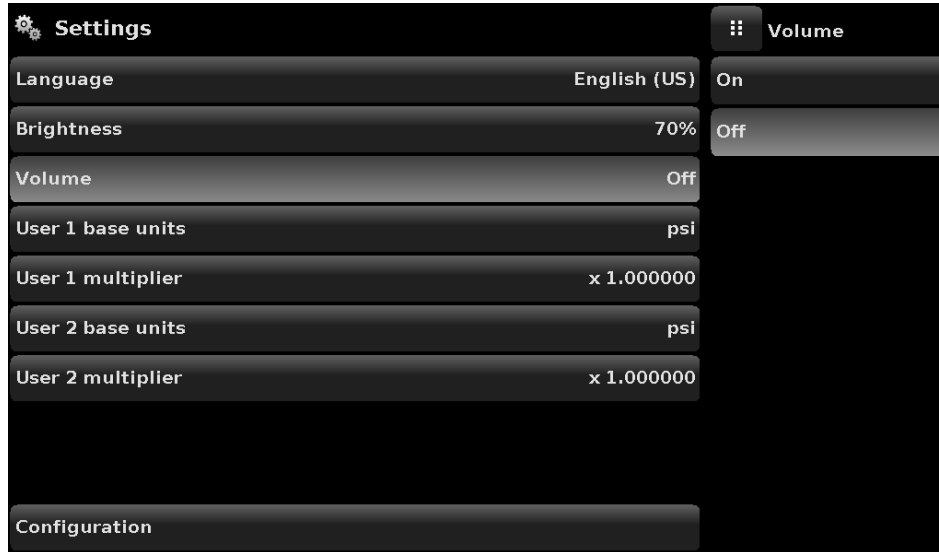 Settings
Language English (US)
Brightness 70%
Volume Off
User 1 base units psi
User 1 multiplier x 1.000000
User 2 base units psi
User 2 multiplier x 1.000000
Configuration
Volume
On
Off